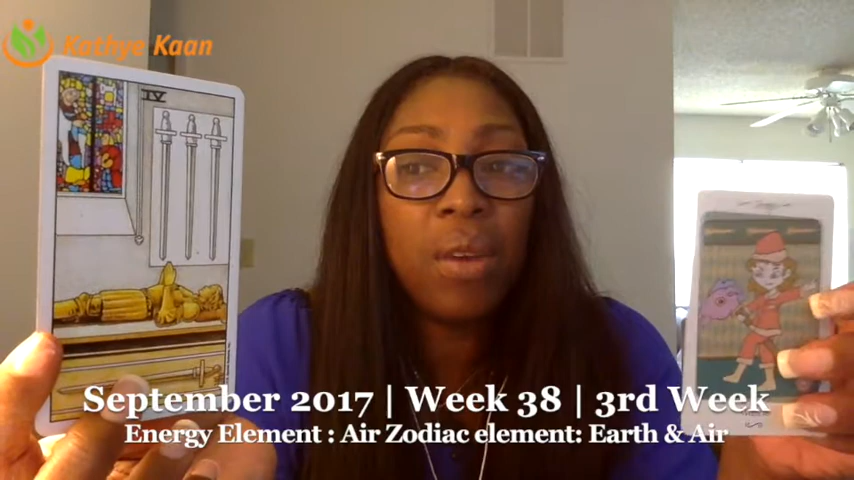 Kathye Kaan
IV
September 2017 | Week 38 | 3rd Week
Energy Element : Air Zodiac element: Earth & Air